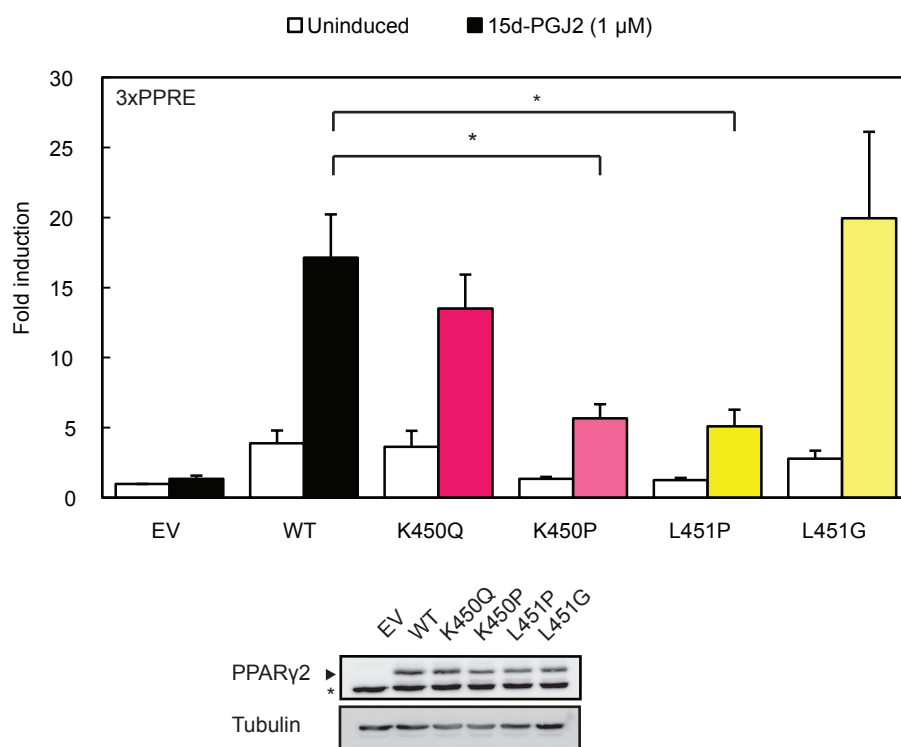 Uninduced 15d-PGJ2 (1 µM)
30
3xPPRE
*
25
*
20
15
10
5
0
Fold induction
EV WT K450Q K450P L451P L451G
EV WT K450Q K450P L451P L451G
PPARγ2
*
Tubulin